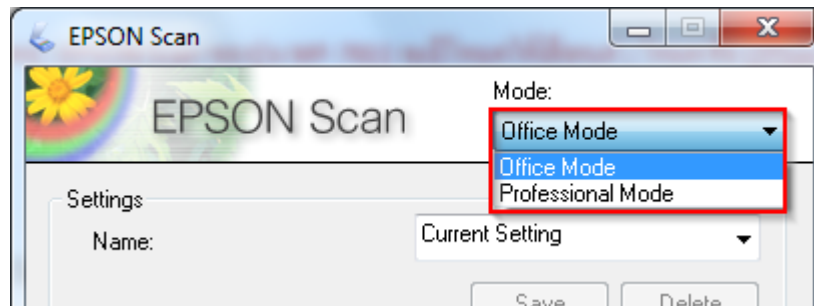 EPSON Scan
EPSON Scan
Mode:
Office Mode
Office Mode
Professional Mode
Settings
Name:
Current Setting
Save
Delete